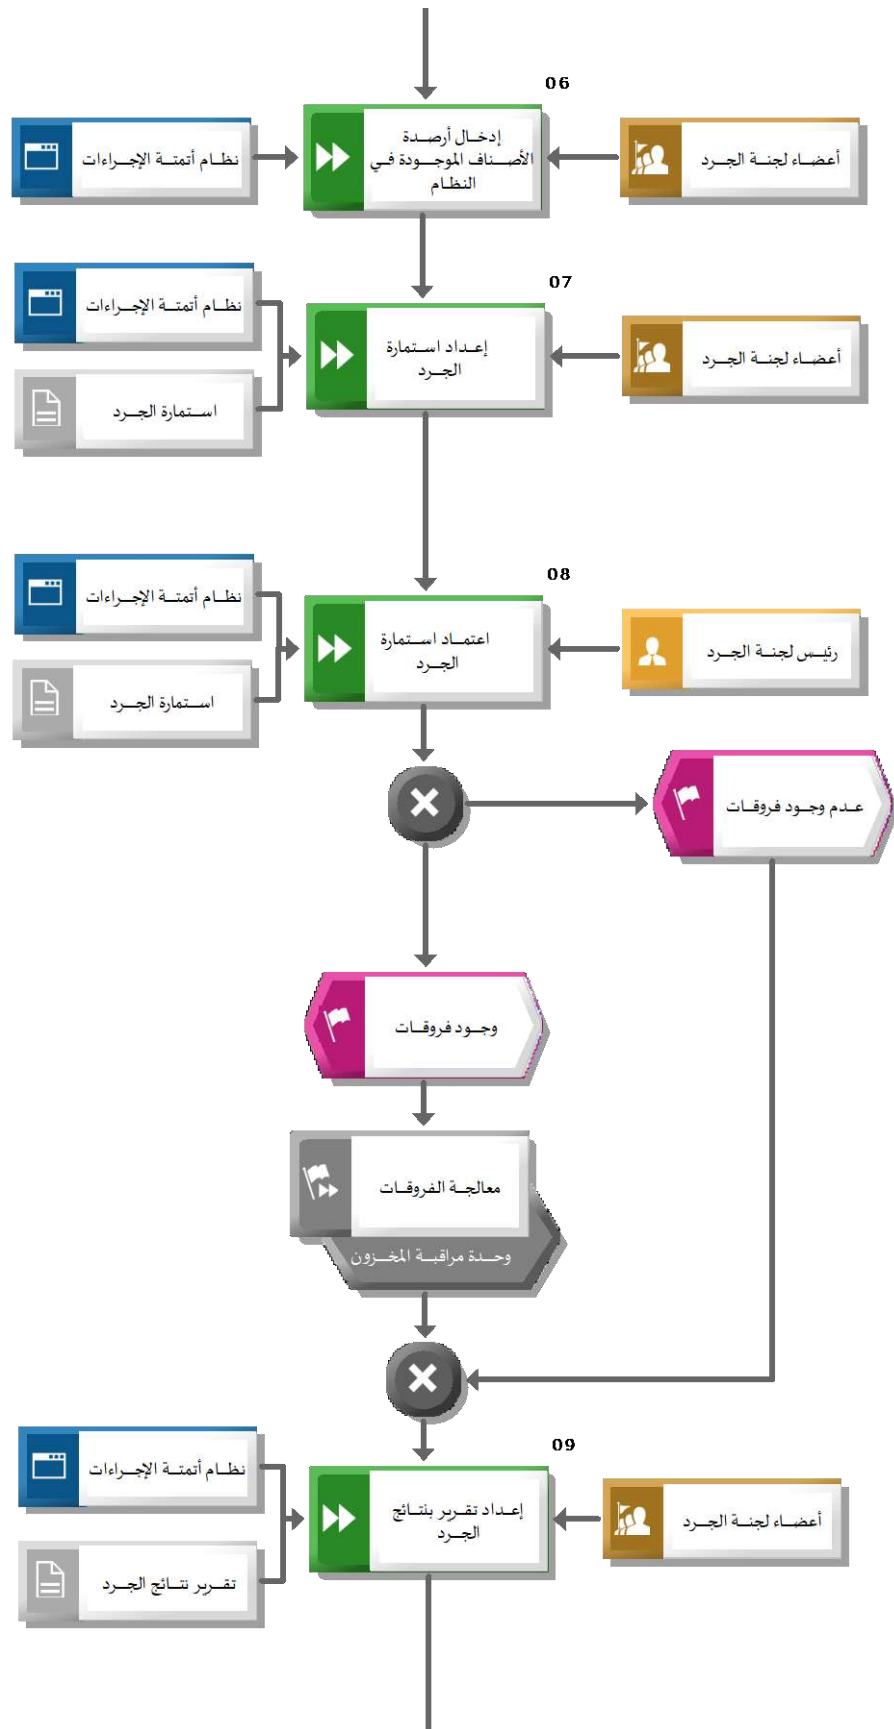 06
أعضاء لجنة الجرد
إدخال أرصدة
الأصناف الموجودة في
النظام
نظام أتمتة الإجراءات
07
أعضاء لجنة الجرد
إعداد استمارة
الجرد
نظام أتمتة الإجراءات
استمارة الجرد
08
رئيس لجنة الجرد
اعتماد استمارة
الجرد
نظام أتمتة الإجراءات
استمارة الجرد
عدم وجود فروقات
وجود فروقات
معالجة الفروقات
وحدة مراقبة المخزون
09
أعضاء لجنة الجرد
إعداد تقرير بنتائج
الجرد
نظام أتمتة الإجراءات
تقرير نتائج الجرد